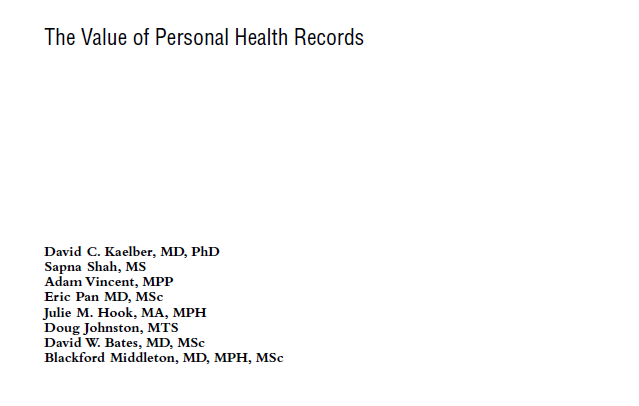 The Value of Personal Health Records
David C. Kaelber, MD, PhD
Sapna Shah, MS
Adam Vincent, MPP
Eric Pan MD, MSc
Julie M. Hook, MA, MPH
Doug Johnston, MTS
David W. Bates, MD, MSc
Blackford Middleton, MD, MPH, MSc